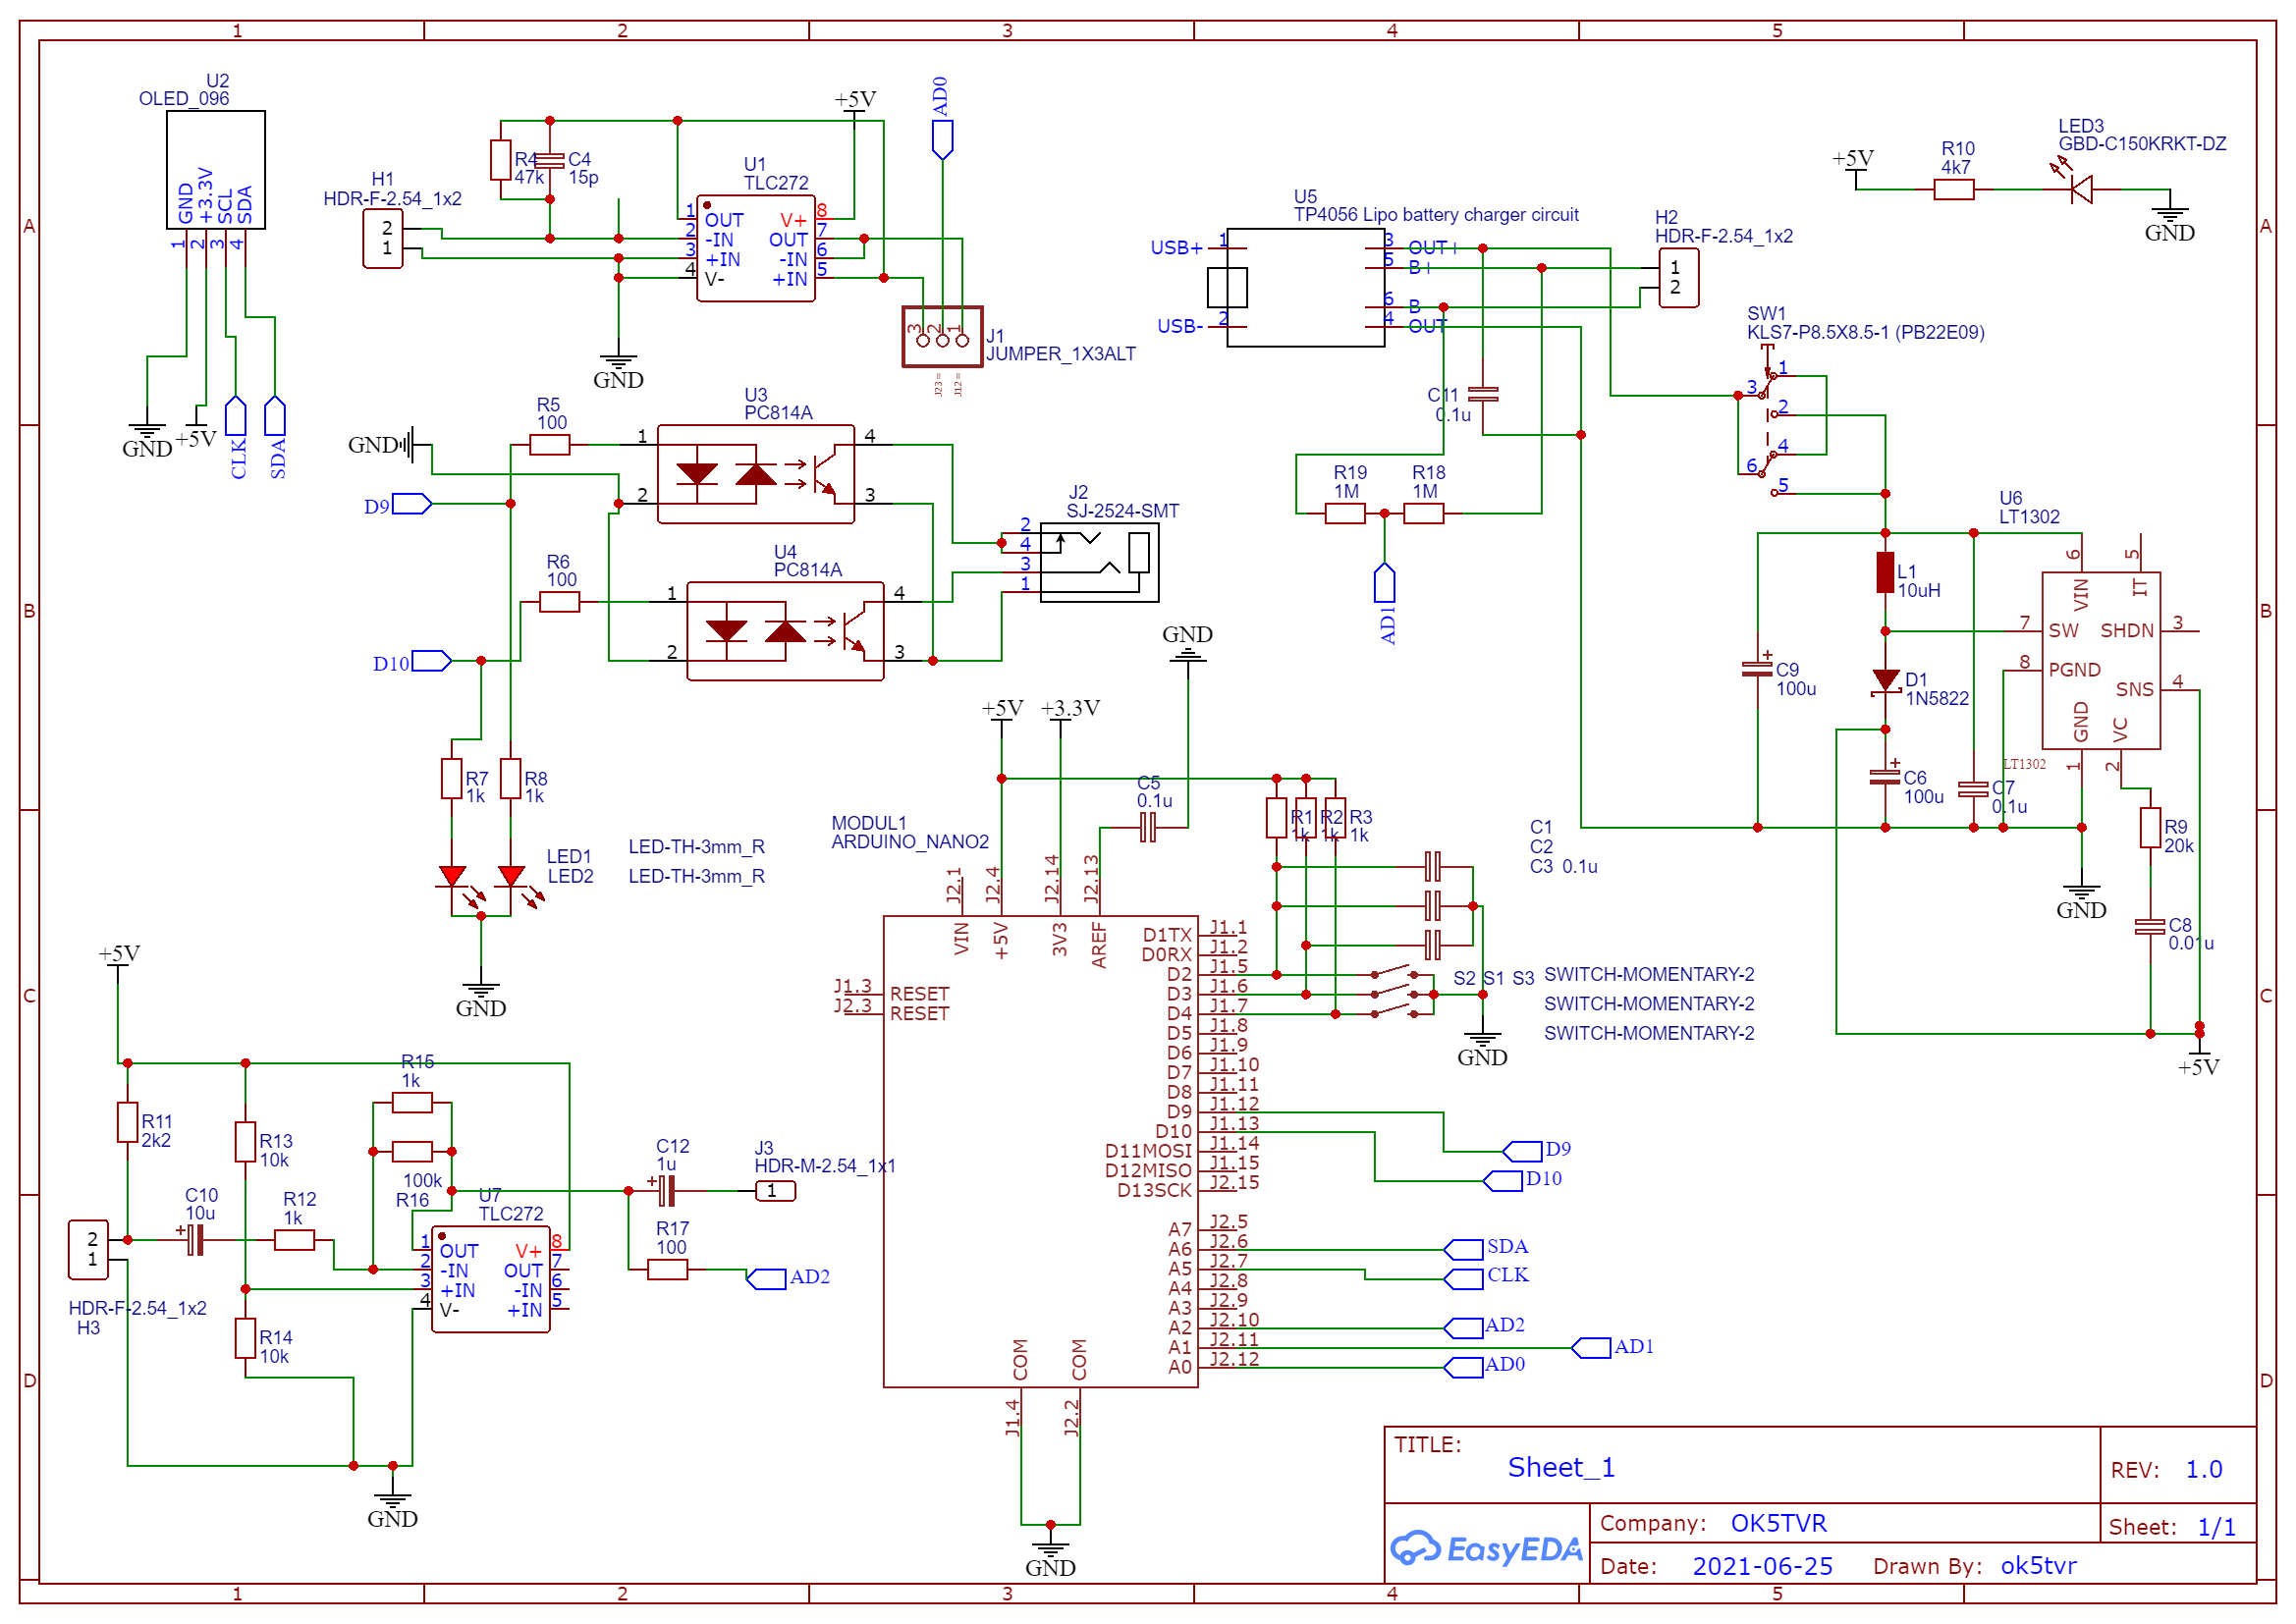 1 2 3 4 5
A
B
C
D
A
B
C
D
1 2 3 4 5
U2
OLED_096
GND
+3.3V
SCL
SDA
1
2
3
4
GND
+5V
CLK
SDA
H1
HDR-F-2.54_1x2
2
1
R4
47k
C4
15p
U1
TLC272
1 OUT
2 -IN
3 +IN
4 V-
V+ 8
OUT 7
-IN 6
+IN 5
+5V
AD0
GND
3
2
1
J1
JUMPER_1X3ALT
J23 =
J12 =
U5
TP4056 Lipo battery charger circuit
USB+ 1
USB- 2
3 OUT+
5 B+
6 B-
4 OUT-
H2
HDR-F-2.54_1x2
1
2
C11
0.1u
R19
1M
R18
1M
AD1
+5V
R10
4k7
LED3
GBD-C150KRKT-DZ
GND
SW1
KLS7-P8.5X8.5-1 (PB22E09)
1
3
2
4
6
5
U6
LT1302
6
5
VIN
IT
7 SW
SHDN 3
8 PGND
SNS 4
GND
VC
1
2
LT1302
L1
10uH
D1
1N5822
C9
100u
C6
100u
C7
0.1u
R9
20k
C8
0.01u
GND
+5V
GND
D9
R5
100
U3
PC814A
1
2
4
3
D10
R6
100
U4
PC814A
1
2
4
3
J2
SJ-2524-SMT
2
4
3
1
R7
1k
R8
1k
LED1
LED2
LED-TH-3mm_R
LED-TH-3mm_R
GND
+5V
+3.3V
GND
C5
0.1u
MODUL1
ARDUINO_NANO2
J2.1
J2.4
J2.14
J2.13
VIN
+5V
3V3
AREF
J1.3 RESET
J2.3 RESET
D1TX J1.1
D0RX J1.2
D2 J1.5
D3 J1.6
D4 J1.7
D5 J1.8
D6 J1.9
D7 J1.10
D8 J1.11
D9 J1.12
D10 J1.13
D11MOSI J1.14
D12MISO J1.15
D13SCK J2.15
A7 J2.5
A6 J2.6
A5 J2.7
A4 J2.8
A3 J2.9
A2 J2.10
A1 J2.11
A0 J2.12
COM
COM
J1.4
J2.2
GND
R1
1k
R2
1k
R3
1k
C1
C2
C3 0.1u
S2 S1 S3
SWITCH-MOMENTARY-2
SWITCH-MOMENTARY-2
SWITCH-MOMENTARY-2
GND
D9
D10
SDA
CLK
AD2
AD1
AD0
+5V
R11
2k2
R13
10k
R15
1k
100k
R16
C10
10u
R12
1k
R14
10k
2
1
HDR-F-2.54_1x2
H3
U7
TLC272
1 OUT
2 -IN
3 +IN
4 V-
V+ 8
OUT 7
-IN 6
+IN 5
C12
1u
J3
HDR-M-2.54_1x1
1
R17
100
AD2
GND
TITLE:
Sheet_1
REV: 1.0
EasyEDA
Company: OK5TVR
Sheet: 1/1
Date: 2021-06-25 Drawn By: ok5tvr